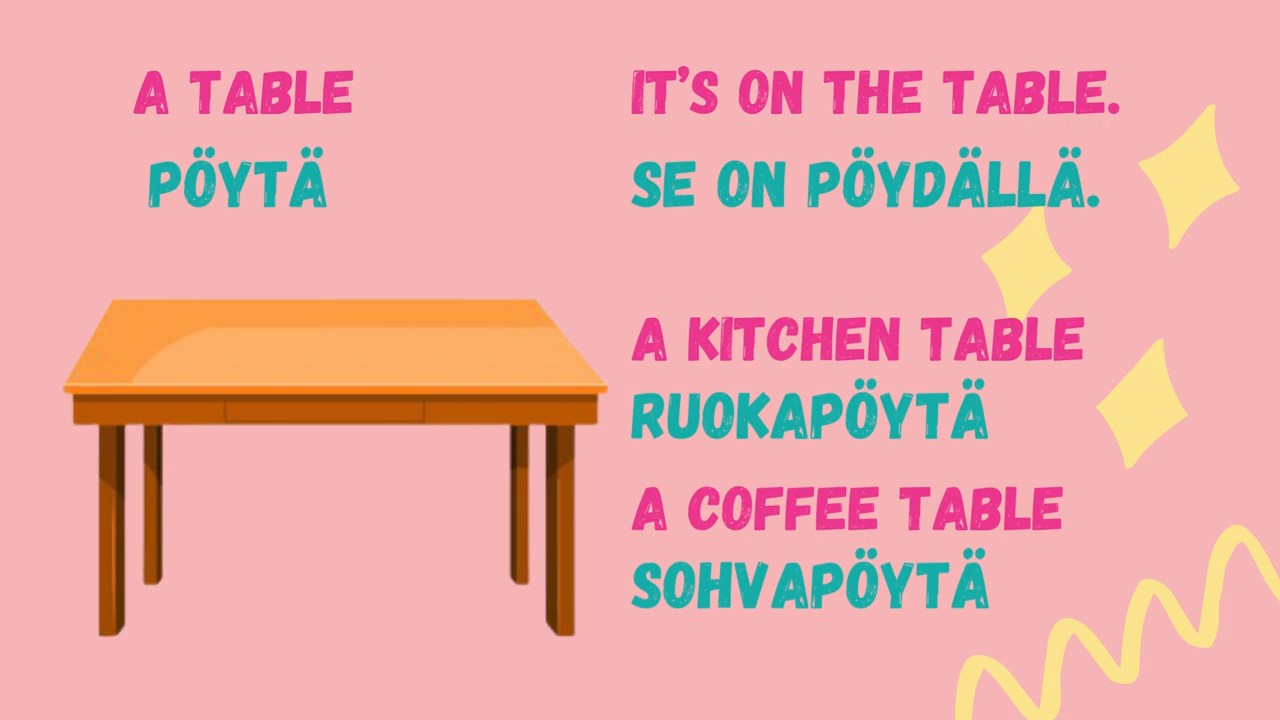 A TABLE
PÖYTÄ
IT'S ON THE TABLE.
SE ON PÖYDÄLLÄ.
A KITCHEN TABLE
RUOKAPÖYTÄ
A COFFEE TABLE
SOHVAPÖYTÄ